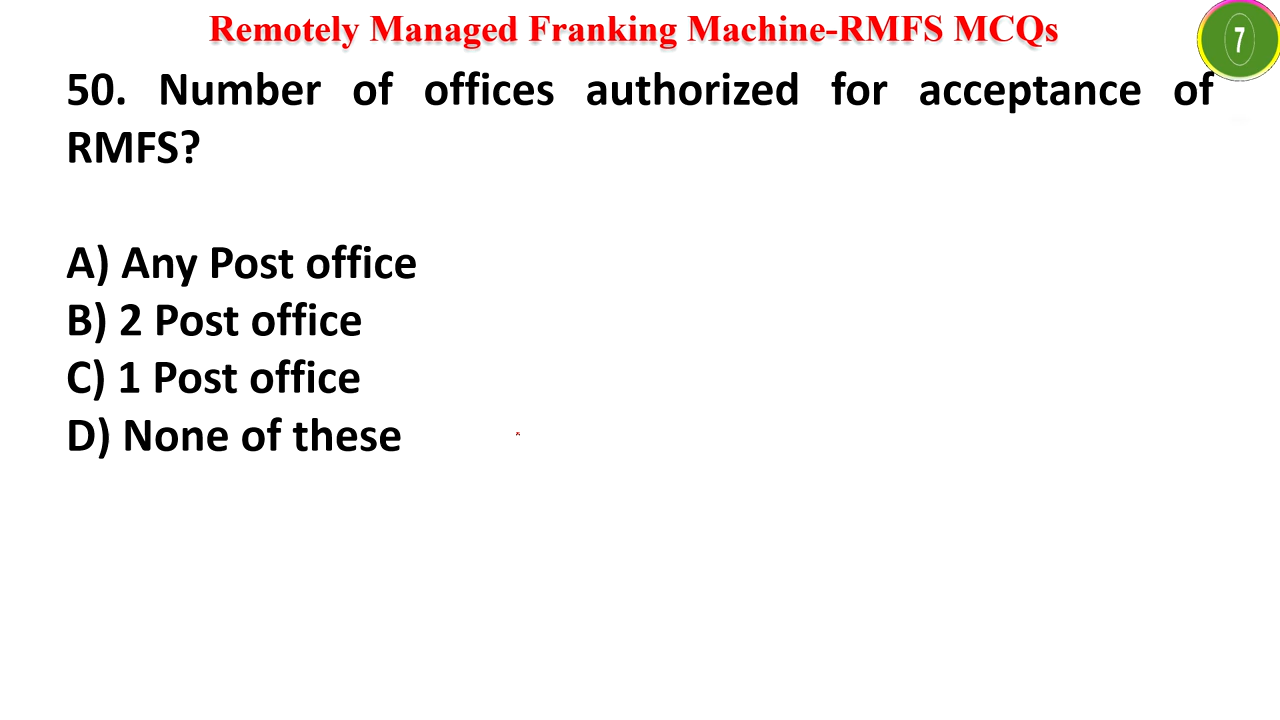 Remotely Managed Franking Machine-RMFS MCQs
7
50. Number of offices authorized for acceptance of
RMFS?
A) Any Post office
B) 2 Post office
C) 1 Post office
D) None of these